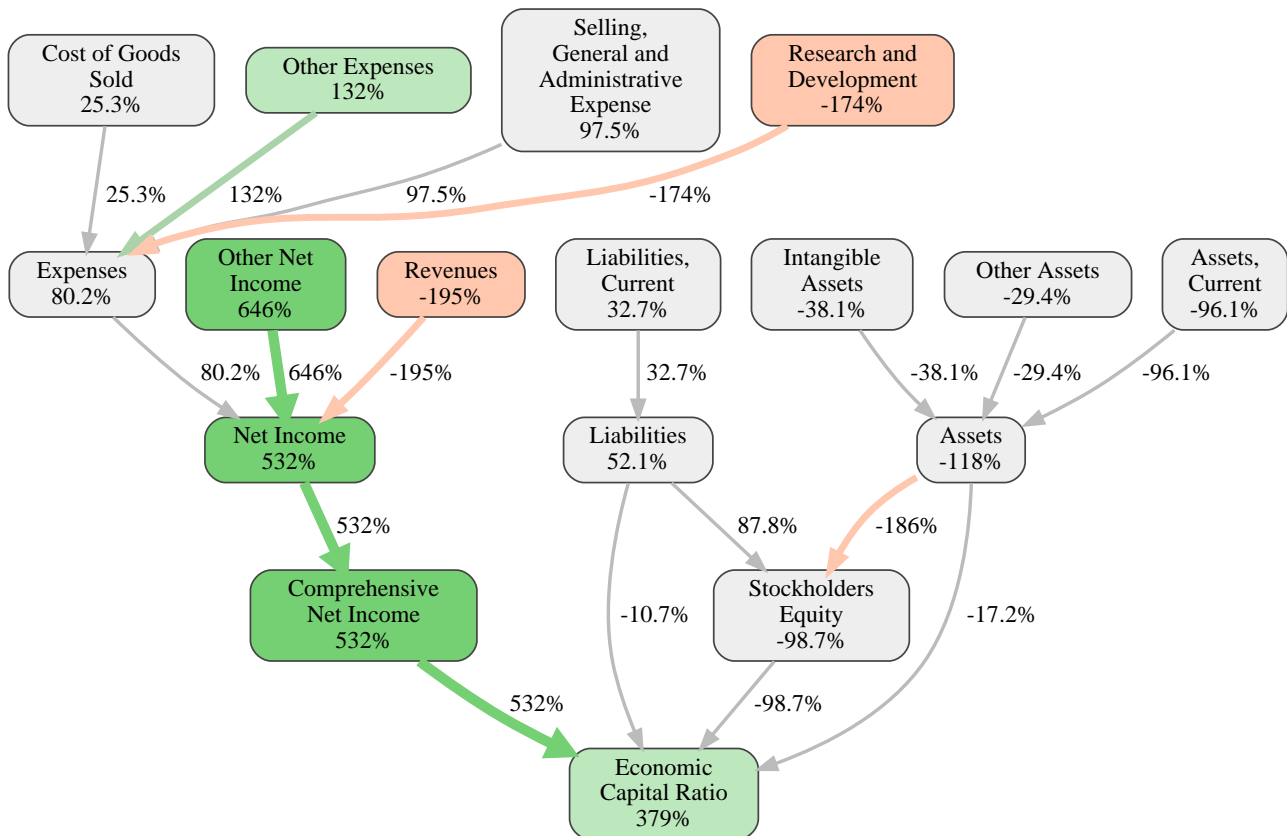 Cost of Goods
Sold
25.3%
Other Expenses
132%
Selling,
General and
Administrative
Expense
97.5%
Research and
Development
-174%
25.3%
132%
97.5%
-174%
Expenses
80.2%
Other Net
Income
646%
Revenues
-195%
Liabilities,
Current
32.7%
Intangible
Assets
-38.1%
Other Assets
-29.4%
Assets,
Current
-96.1%
80.2%
646%
-195%
32.7%
-38.1%
-29.4%
-96.1%
Net Income
532%
Liabilities
52.1%
Assets
-118%
532%
87.8%
-186%
Comprehensive
Net Income
532%
-10.7%
Stockholders
Equity
-98.7%
-17.2%
532%
-98.7%
Economic
Capital Ratio
379%